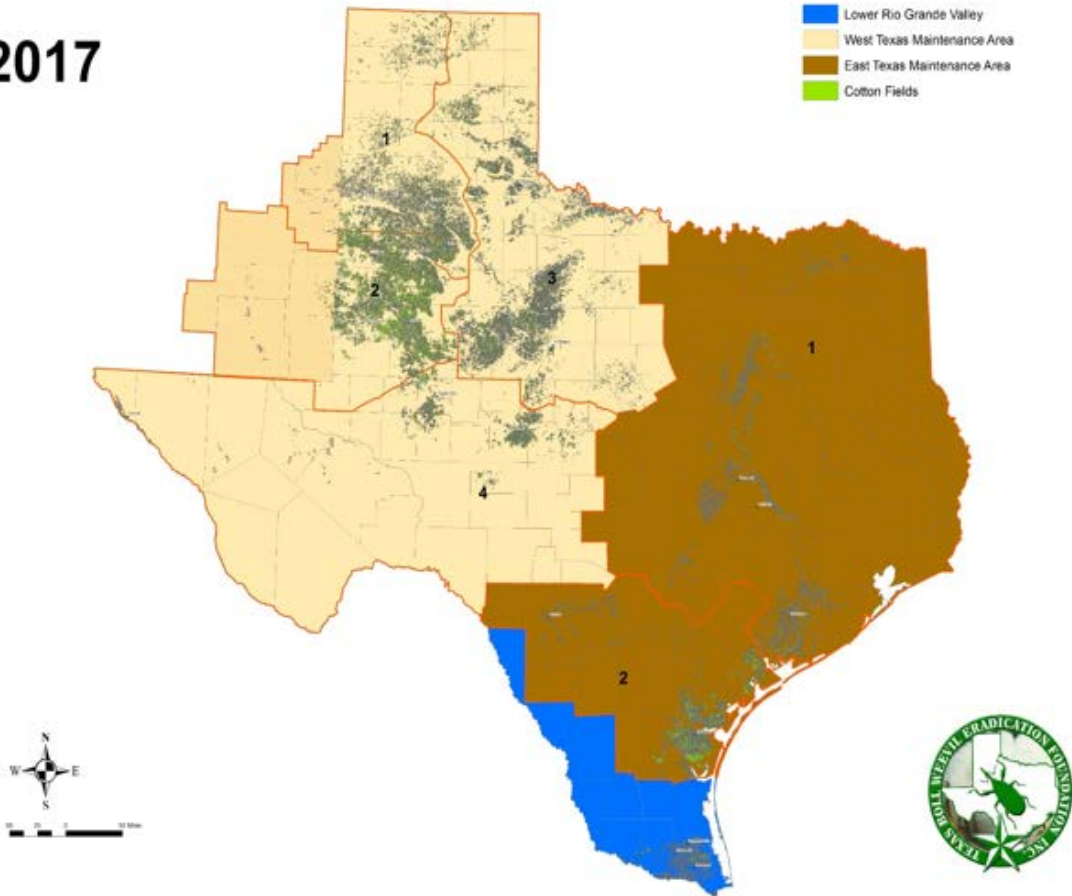 2017
Lower Rio Grande Valley
West Texas Maintenance Area
East Texas Maintenance Area
Cotton Fields
1
2
3
4
1
2
N
W E
S
TEXAS BOLL WEEVIL ERADICATION FOUNDATION INC.